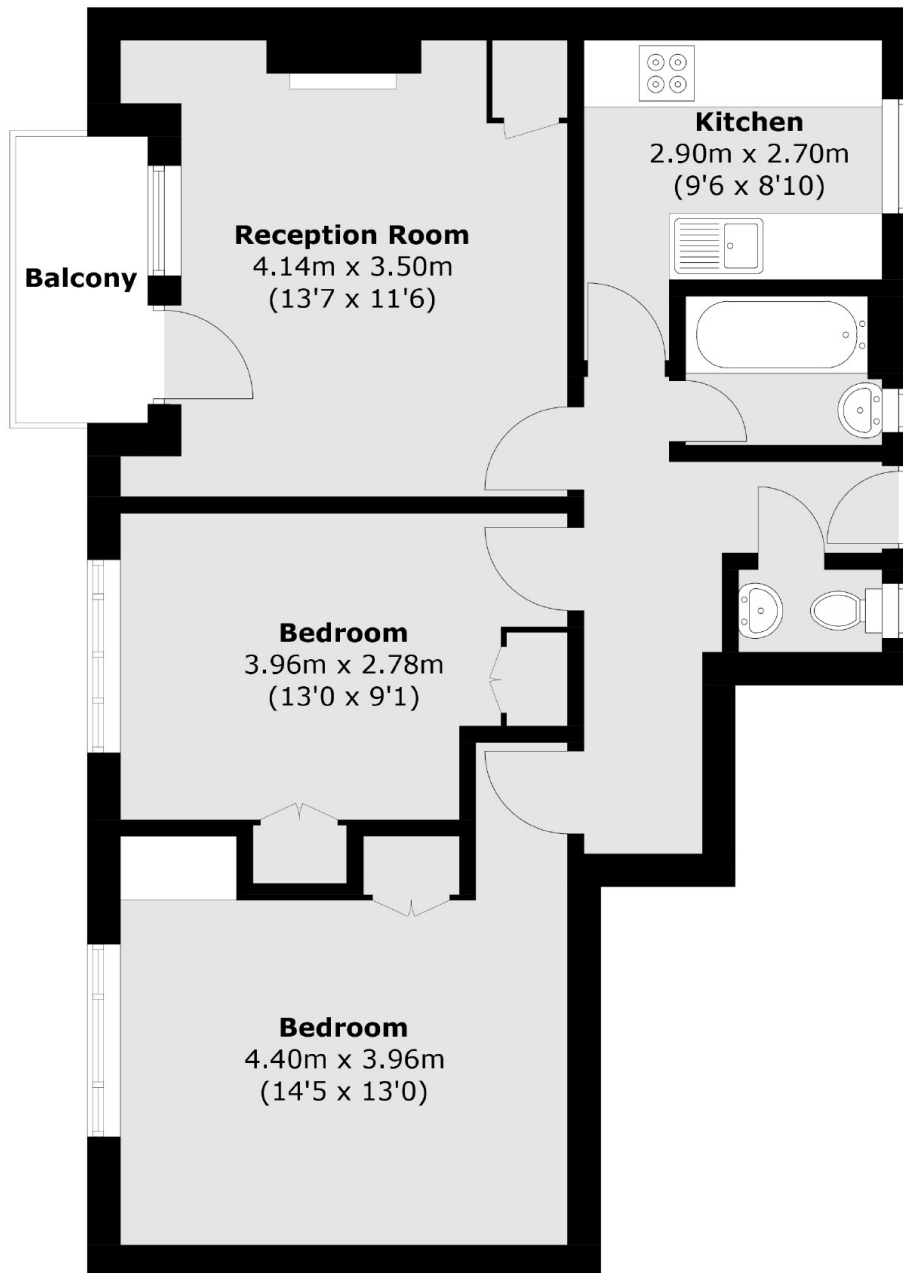 Kitchen
2.90m x 2.70m
(9'6 x 8'10)
Reception Room
4.14m x 3.50m
(13'7 x 11'6)
Balcony
Bedroom
3.96m x 2.78m
(13'0 x 9'1)
Bedroom
4.40m x 3.96m
(14'5 x 13'0)